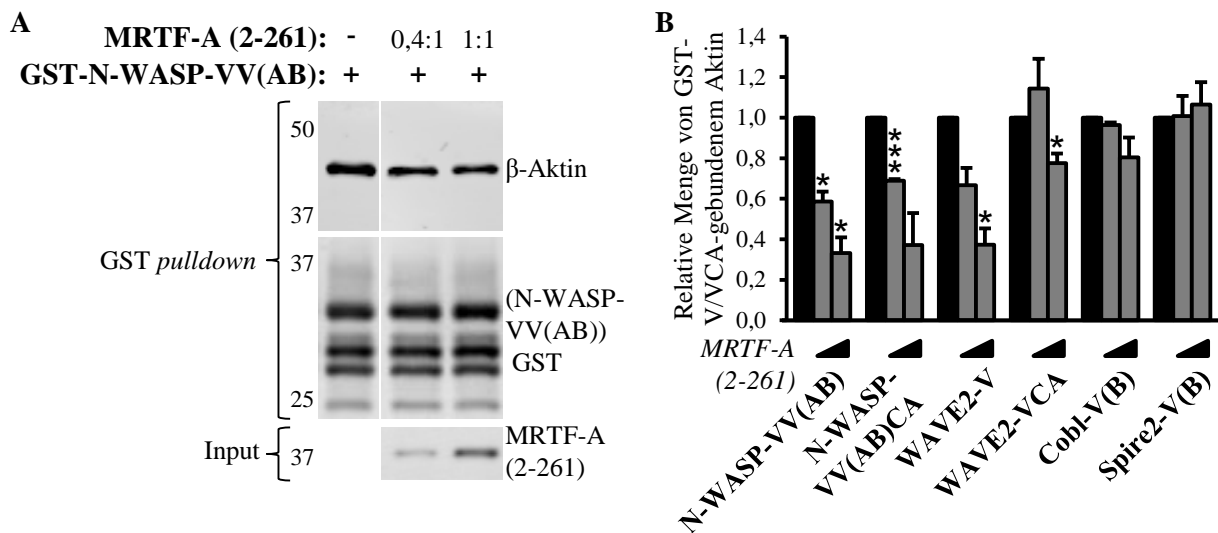 A
MRTF-A (2-261): - 0,4:1 1:1
GST-N-WASP-VV(AB): + + +
50
β-Aktin
37
GST pulldown
37
(N-WASP-
VV(AB))
GST
25
Input
37
MRTF-A
(2-261)
B
Relative Menge von GST-
V/VCA-gebundenem Aktin
1,4
1,2
1,0
0,8
0,6
0,4
0,2
0,0
* * *** * *
MRTF-A
(2-261)
N-WASP-VV(AB)
N-WASP-
VV(AB)CA
WAVE2-V
WAVE2-VCA
Cobl-V(B)
Spire2-V(B)